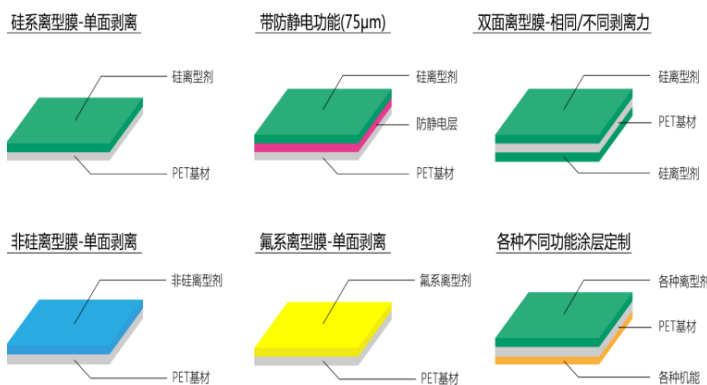 硅系离型膜-单面剥离
硅离型剂
PET基材
带防静电功能(75μm)
硅离型剂
防静电层
PET基材
双面离型膜-相同/不同剥离力
硅离型剂
PET基材
硅离型剂
非硅离型膜-单面剥离
非硅离型剂
PET基材
氟系离型膜-单面剥离
氟系离型剂
PET基材
各种不同功能涂层定制
各种离型剂
PET基材
各种机能